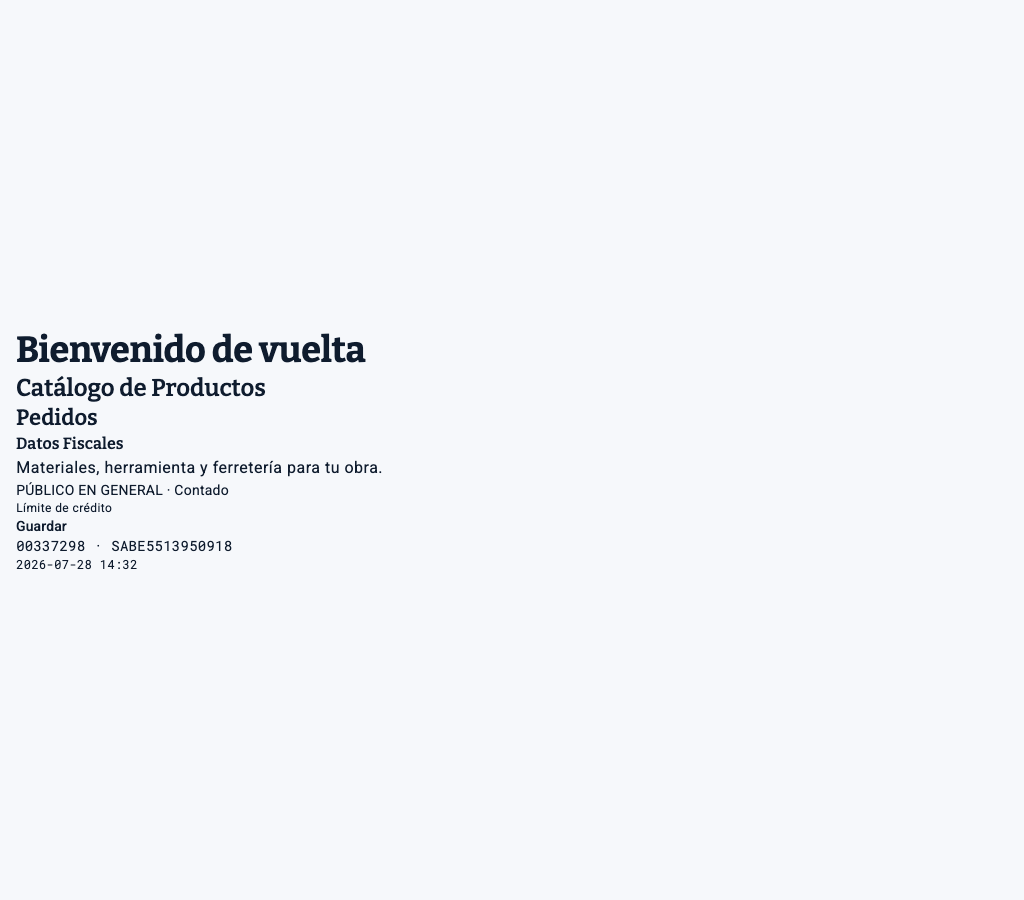 Bienvenido de vuelta
Catálogo de Productos
Pedidos
Datos Fiscales
Materiales, herramienta y ferretería para tu obra.
PÚBLICO EN GENERAL · Contado
Límite de crédito
Guardar
00337298 · SABE5513950918
2026-07-28 14:32